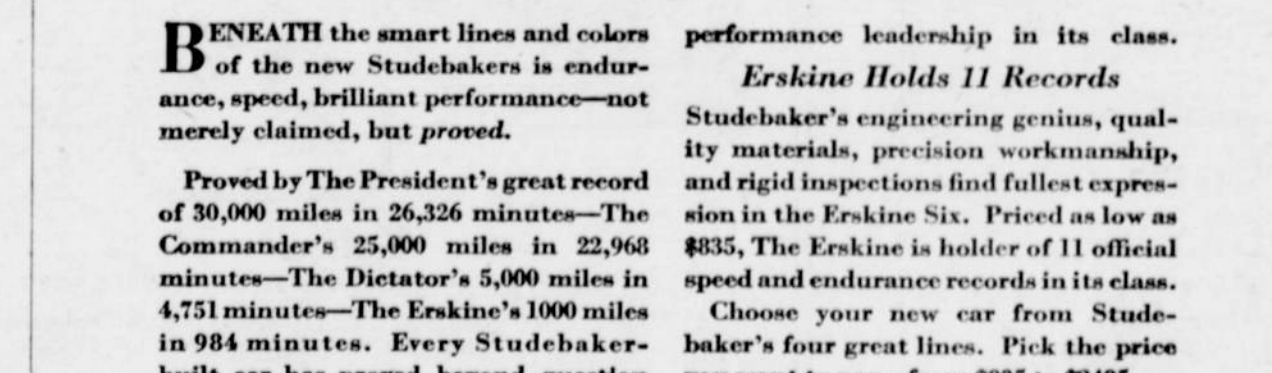 BENEATH the smart lines and colors
of the new Studebakers is endur-
ance, speed, brilliant performance—not
merely claimed, but proved.
Proved by The President's great record
of 30,000 miles in 26,326 minutes—The
Commander's 25,000 miles in 22,968
minutes—The Dictator's 5,000 miles in
4,751 minutes—The Erskine's 1000 miles
in 984 minutes. Every Studebaker-
performance leadership in its class.
Erskine Holds 11 Records
Studebaker's engineering genius, qual-
ity materials, precision workmanship,
and rigid inspections find fullest expres-
sion in the Erskine Six. Priced as low as
$835, The Erskine is holder of 11 official
speed and endurance records in its class.
Choose your new car from Stude-
baker's four great lines. Pick the price